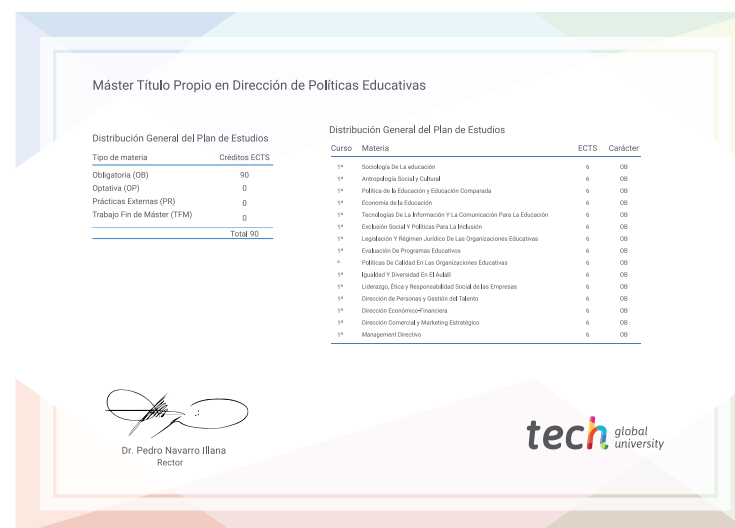 Máster Título Propio en Dirección de Políticas Educativas
Distribución General del Plan de Estudios
Tipo de materia Créditos ECTS
Obligatoria (OB) 90
Optativa (OP) 0
Prácticas Externas (PR) 0
Trabajo Fin de Máster (TFM) 0
Total 90
Distribución General del Plan de Estudios
Curso Materia ECTS Carácter
1º Sociología De La educación 6 OB
1º Antropología Social y Cultural 6 OB
1º Política de la Educación y Educación Comparada 6 OB
1º Economía de la Educación 6 OB
1º Tecnologías De La Información Y La Comunicación Para La Educación 6 OB
1º Exclusión Social Y Políticas Para La Inclusión 6 OB
1º Legislación Y Régimen Jurídico De Las Organizaciones Educativas 6 OB
1º Evaluación De Programas Educativos 6 OB
º Políticas De Calidad En Las Organizaciones Educativas 6 OB
1º Igualdad Y Diversidad En El Aulall 6 OB
1º Liderazgo, Ética y Responsabilidad Social de las Empresas 6 OB
1º Dirección de Personas y Gestión del Talento 6 OB
1º Dirección Económico-Financiera 6 OB
1º Dirección Comercial y Marketing Estratégico 6 OB
1º Management Directivo 6 OB
Dr. Pedro Navarro Illana
Rector
tech global
university